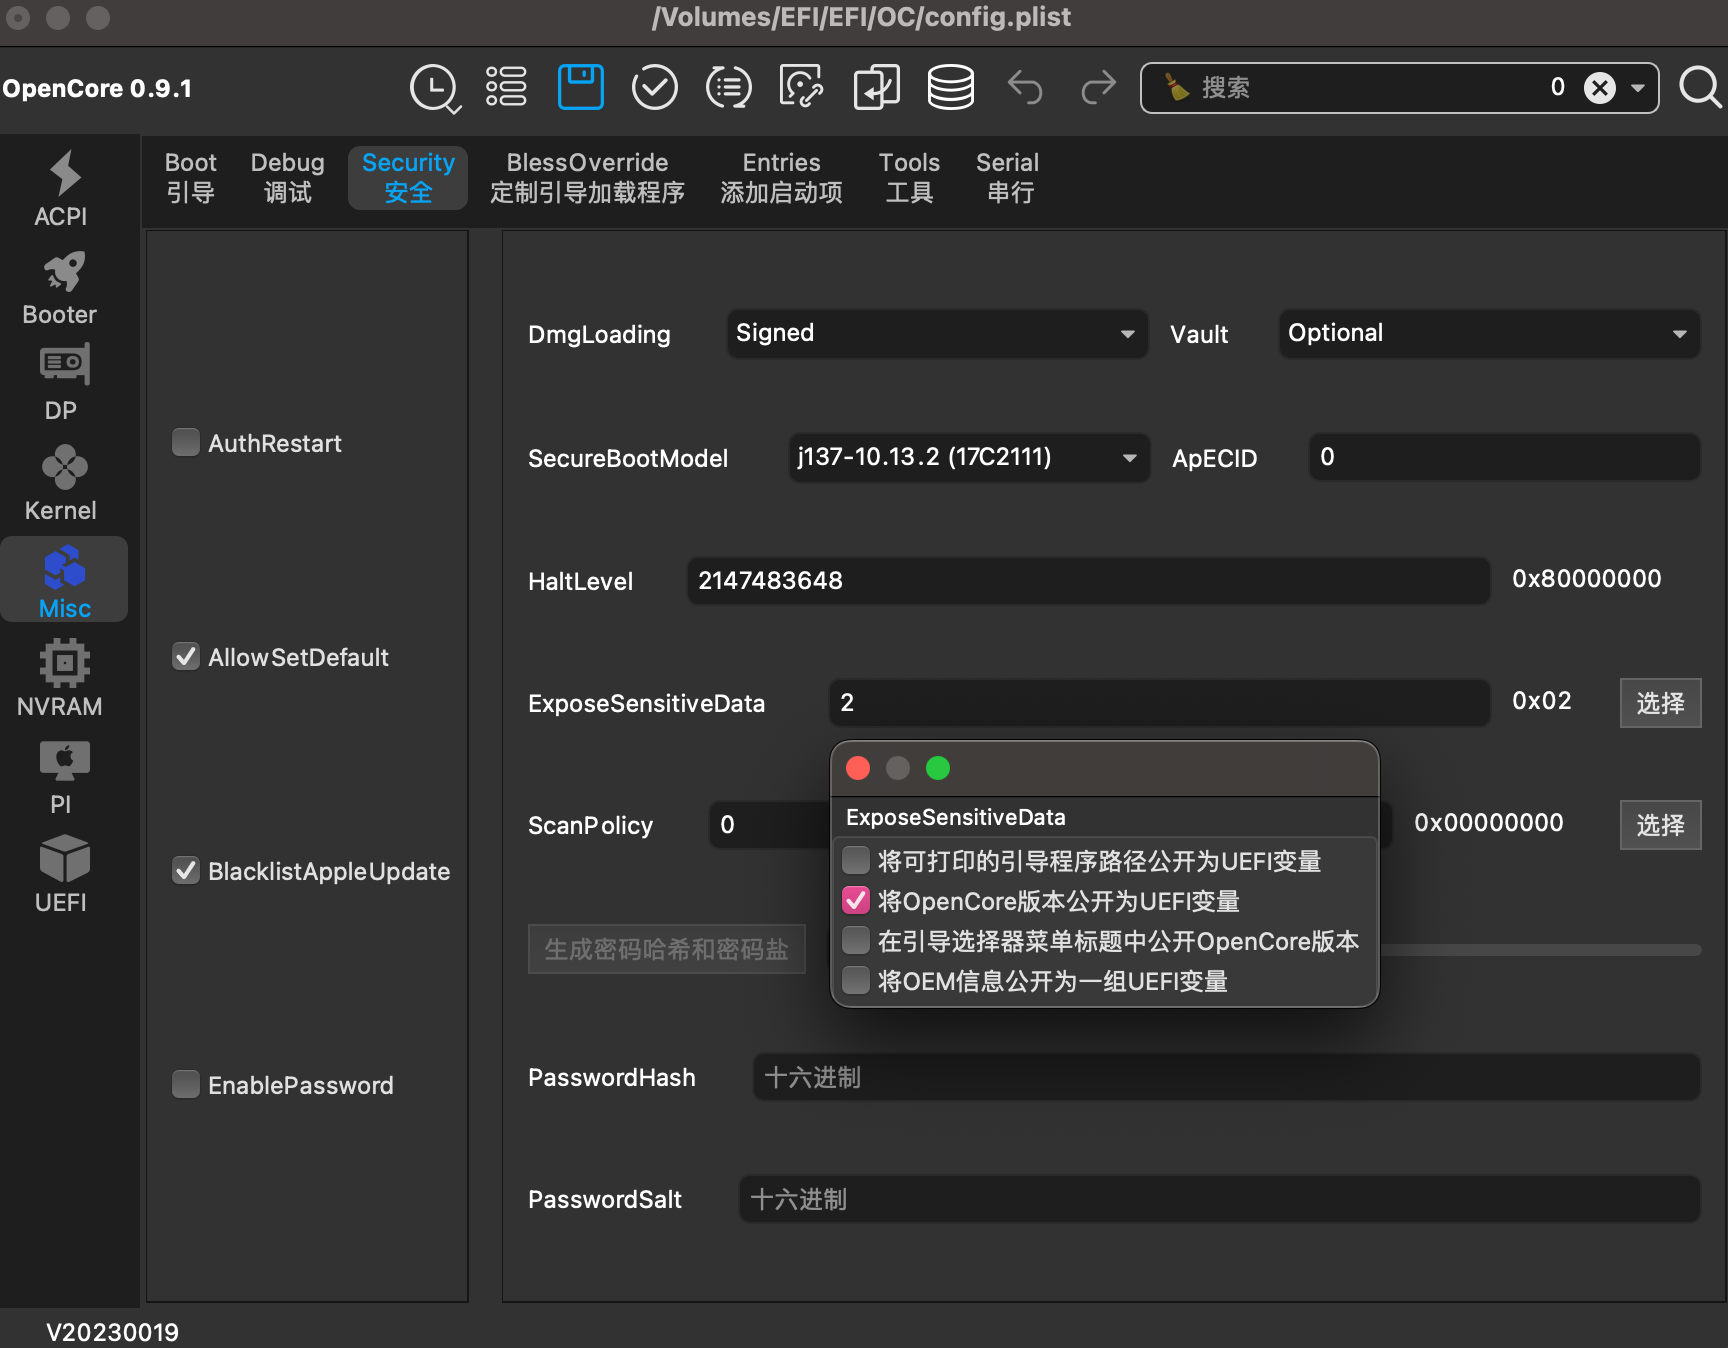 /Volumes/EFI/EFI/OC/config.plist
OpenCore 0.9.1
搜索 0
ACPI
Booter
DP
Kernel
Misc
NVRAM
PI
UEFI
Boot Debug Security BlessOverride Entries Tools Serial
引导 调试 安全 定制引导加载程序 添加启动项 工具 串行
AuthRestart
AllowSetDefault
BlacklistAppleUpdate
EnablePassword
DmgLoading Signed Vault Optional
SecureBootModel j137-10.13.2 (17C2111) ApECID 0
HaltLevel 2147483648 0x80000000
ExposeSensitiveData 2 0x02 选择
ScanPolicy 0 0x00000000 选择
ExposeSensitiveData
将可打印的引导程序路径公开为UEFI变量
将OpenCore版本公开为UEFI变量
在引导选择器菜单标题中公开OpenCore版本
将OEM信息公开为一组UEFI变量
生成密码哈希和密码盐
PasswordHash 十六进制
PasswordSalt 十六进制
V20230019